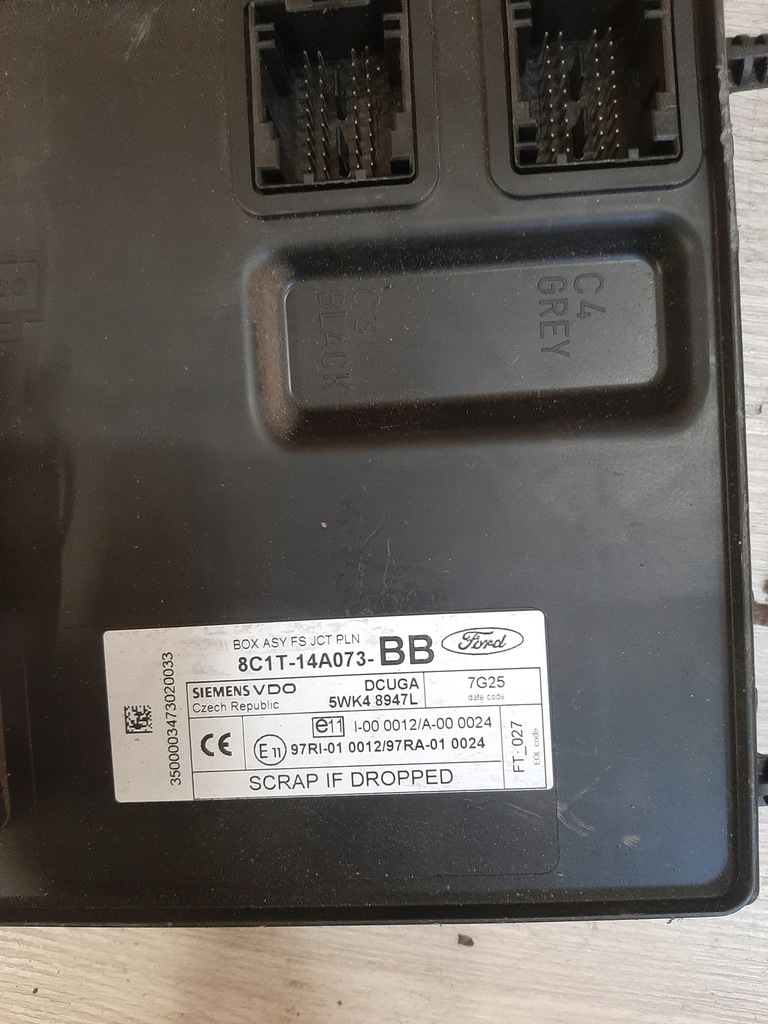 C4
GREY
C3
BLACK
BOX ASY FS JCT PLN
8C1T-14A073-BB
Ford
3500003473020033
SIEMENS VDO
Czech Republic
DCUGA
5WK4 8947L
7G25
date code
CE
e11 I-00 0012/A-00 0024
E11 97RI-01 0012/97RA-01 0024
FT_027
EOL code
SCRAP IF DROPPED